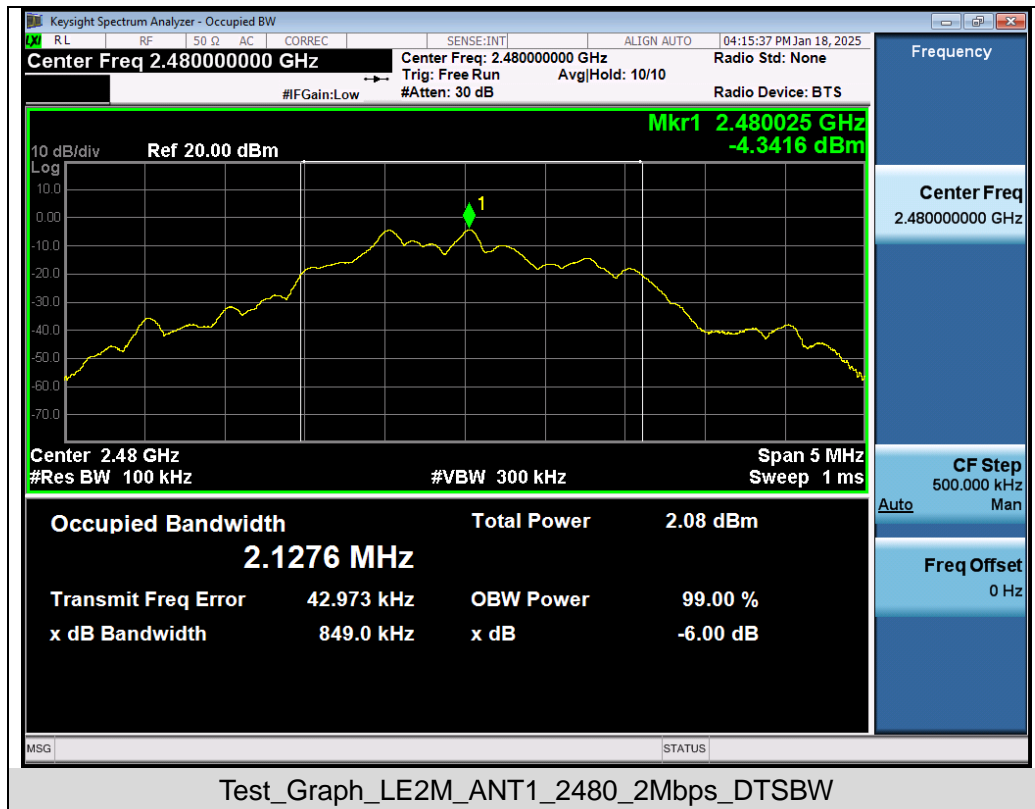 Keysight Spectrum Analyzer - Occupied BW
LXI RL RF 50 Ω AC CORREC SENSE:INT ALIGN AUTO 04:15:37 PM Jan 18, 2025
Center Freq 2.480000000 GHz
Center Freq: 2.480000000 GHz
Radio Std: None
Trig: Free Run Avg|Hold: 10/10
#IFGain:Low
#Atten: 30 dB
Radio Device: BTS
Mkr1 2.480025 GHz
-4.3416 dBm
10 dB/div Ref 20.00 dBm
Log
10.0
0.00
-10.0
-20.0
-30.0
-40.0
-50.0
-60.0
-70.0
1
Center 2.48 GHz
Span 5 MHz
#Res BW 100 kHz
#VBW 300 kHz
Sweep 1 ms
Occupied Bandwidth
Total Power 2.08 dBm
2.1276 MHz
Transmit Freq Error 42.973 kHz
OBW Power 99.00 %
x dB Bandwidth 849.0 kHz
x dB -6.00 dB
Frequency
Center Freq
2.480000000 GHz
CF Step
500.000 kHz
Auto Man
Freq Offset
0 Hz
MSG STATUS
Test_Graph_LE2M_ANT1_2480_2Mbps_DTSBW